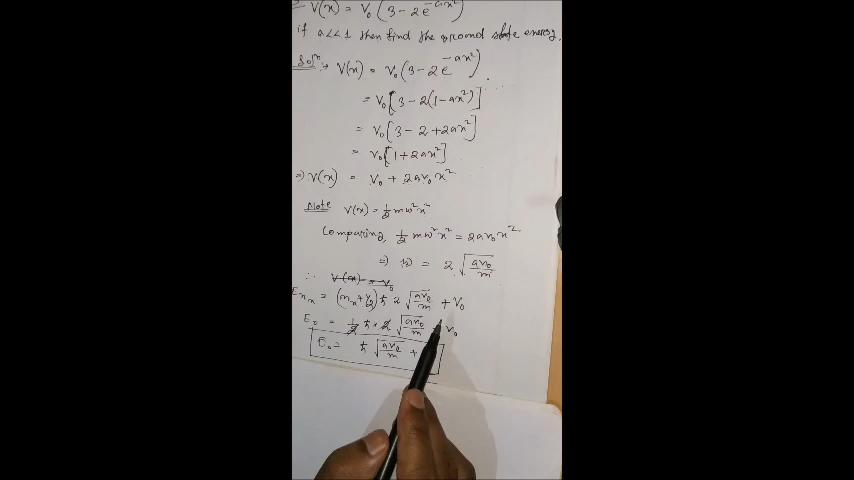 V(x) = V₀ (3 - 2e^{-ax²})
if a<<1 then find the ground state energy.
Solⁿ:→ V(x) = V₀ (3 - 2e^{-ax²}).
= V₀ [3 - 2(1 - ax²)]
= V₀ [3 - 2 + 2ax²]
= V₀ [1 + 2ax²]
⇒ V(x) = V₀ + 2aV₀x²
Note V(x) = ½ mω²x²
Comparing, ½ mω²x² = 2aV₀x²
⇒ ω = 2 √(aV₀/m)
∴ V(x) = V₀
E_{n_x} = (n_x + ½) ħ 2 √(aV₀/m) + V₀
E₀ = ½ ħ × 2 √(aV₀/m) + V₀
E₀ = ħ √(aV₀/m) +